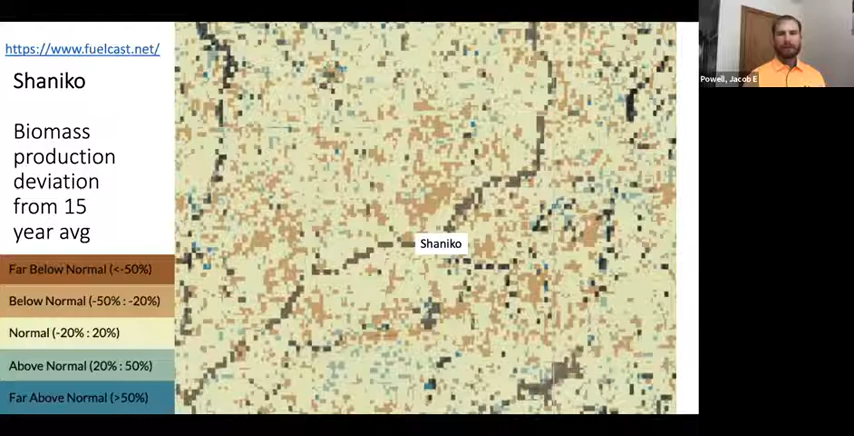 https://www.fuelcast.net/
Shaniko
Biomass
production
deviation
from 15
year avg
Far Below Normal (<-50%)
Below Normal (-50% : -20%)
Normal (-20% : 20%)
Above Normal (20% : 50%)
Far Above Normal (>50%)
Shaniko
Powell, Jacob E